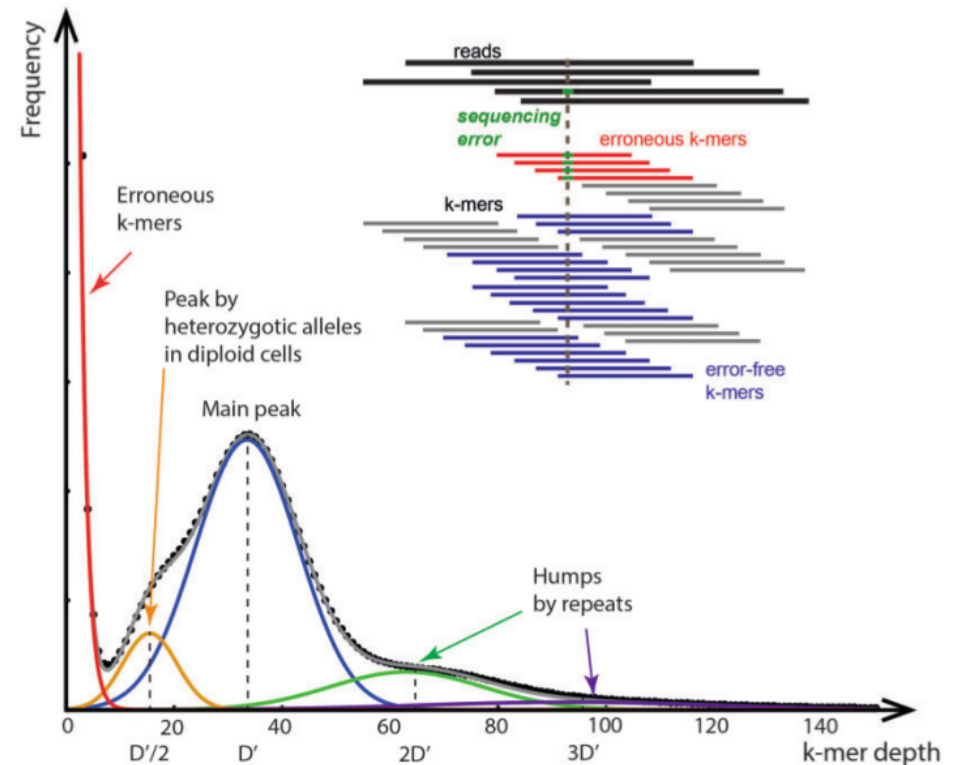 Frequency
reads
sequencing
error
erroneous k-mers
k-mers
error-free
k-mers
Erroneous
k-mers
Peak by
heterozygotic alleles
in diploid cells
Main peak
Humps
by repeats
0 20 40 60 80 100 120 140
D'/2 D' 2D' 3D' k-mer depth